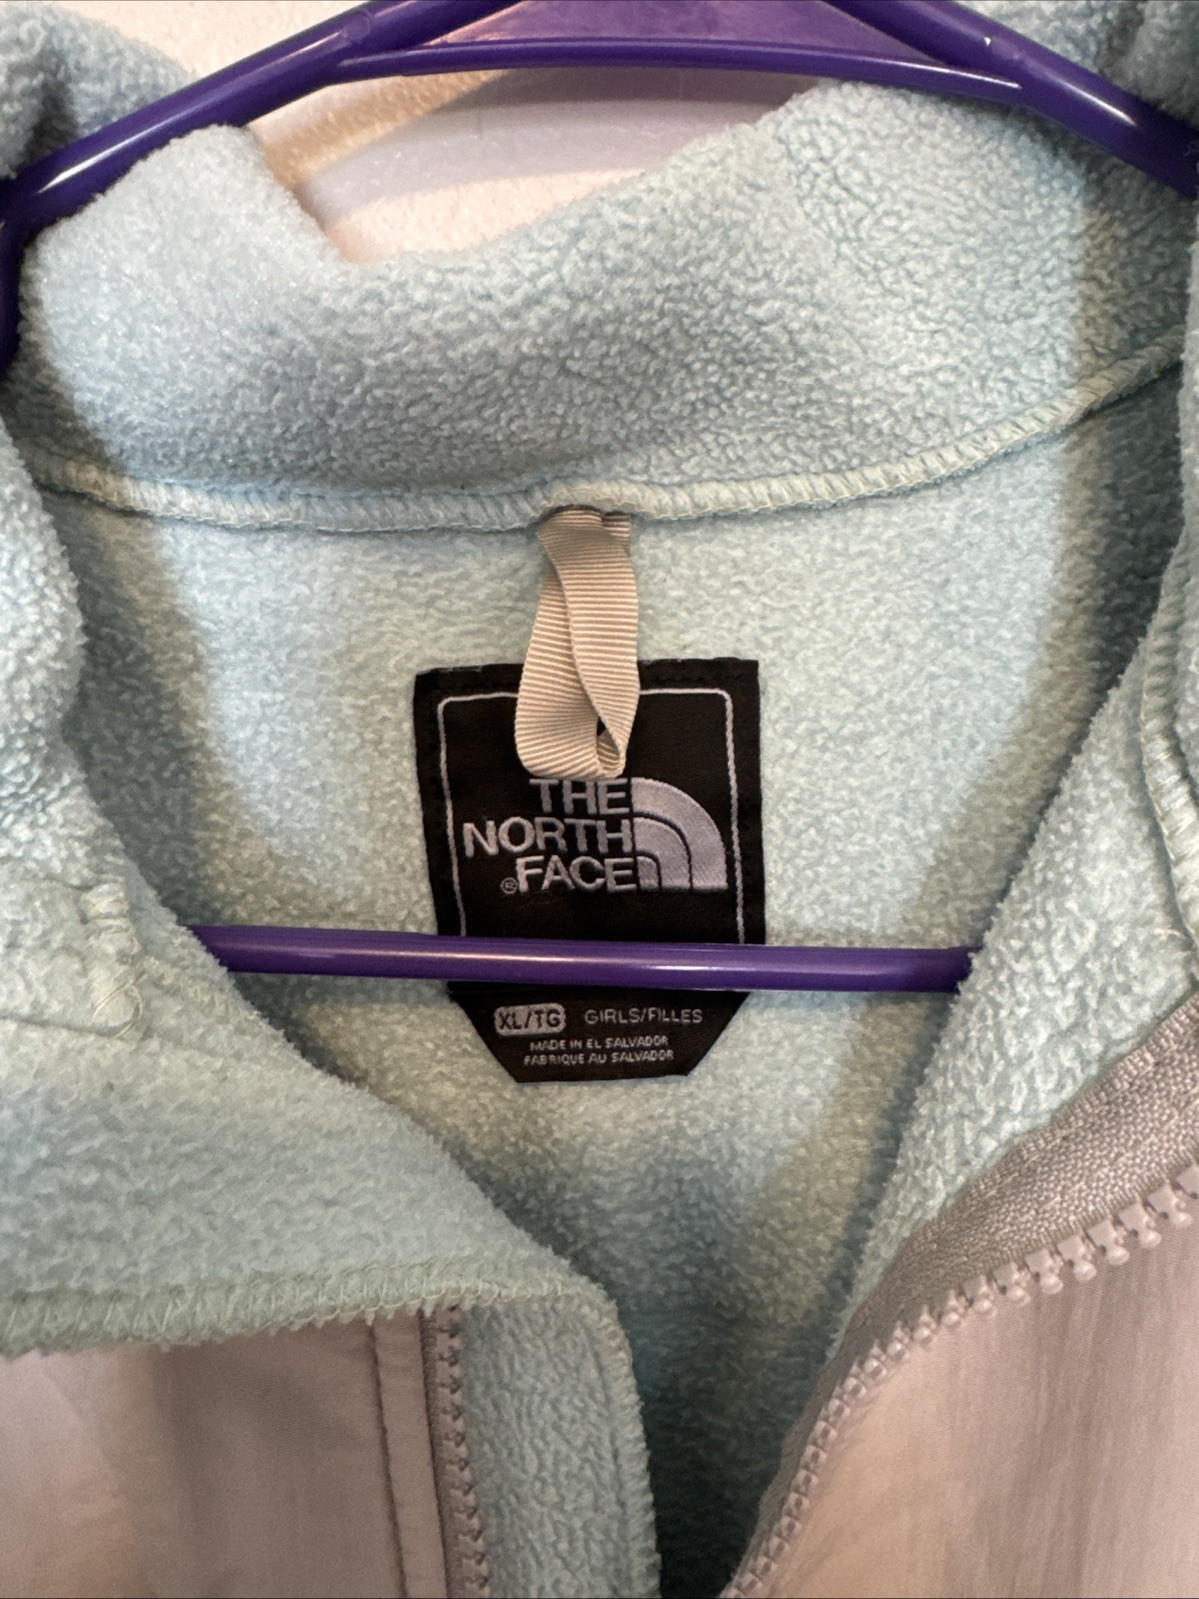 THE
NORTH
®FACE
XL/TG GIRLS/FILLES
MADE IN EL SALVADOR
FABRIQUE AU SALVADOR